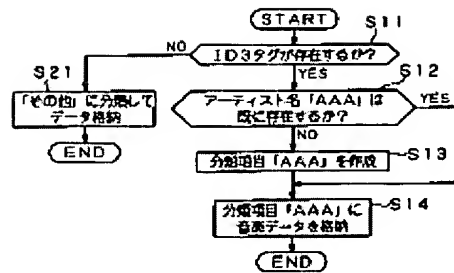 START
S11
ID3タグが存在するか?
NO
YES
S21
「その他」に分類して
データ格納
END
S12
アーティスト名「AAA」は
既に存在するか?
YES
NO
分類項目「AAA」を作成
S13
分類項目「AAA」に
音楽データを格納
S14
END